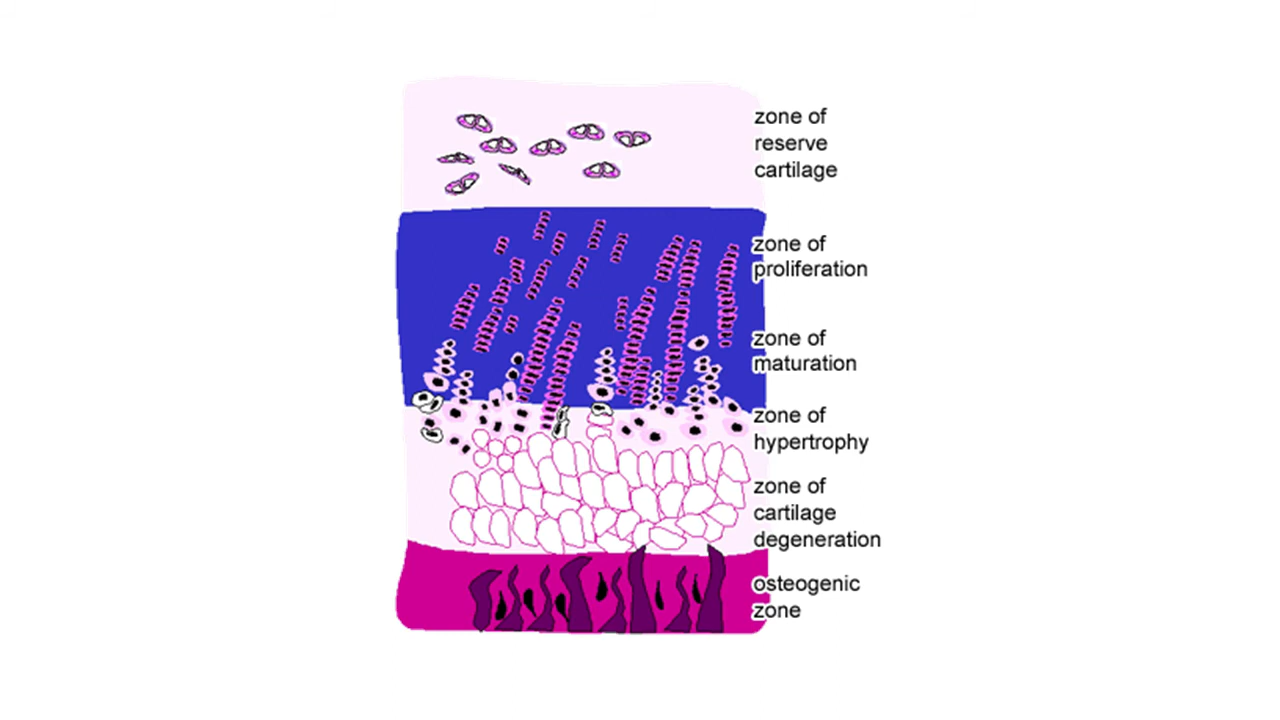 zone of
reserve
cartilage
zone of
proliferation
zone of
maturation
zone of
hypertrophy
zone of
cartilage
degeneration
osteogenic
zone